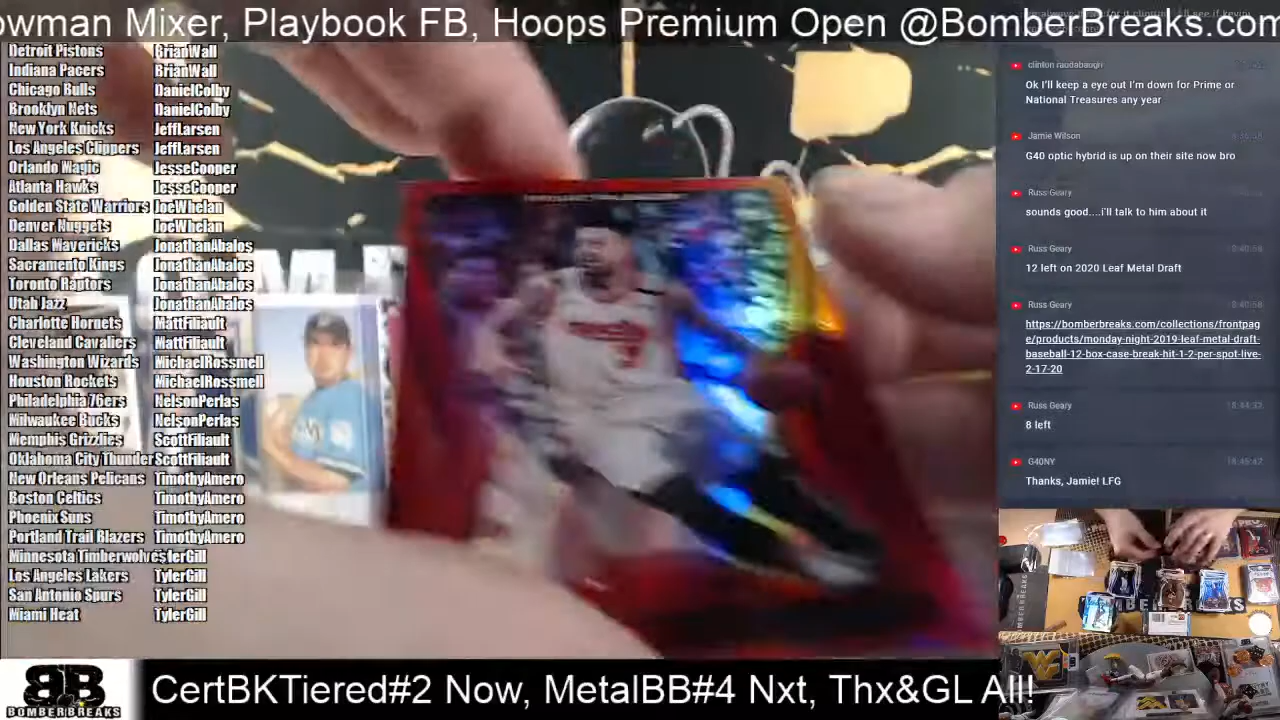 owman Mixer, Playbook FB, Hoops Premium Open @BomberBreaks.com
Detroit Pistons BrianWall
Indiana Pacers BrianWall
Chicago Bulls DanielColby
Brooklyn Nets DanielColby
New York Knicks JeffLarsen
Los Angeles Clippers JeffLarsen
Orlando Magic JesseCooper
Atlanta Hawks JesseCooper
Golden State Warriors JoeWhelan
Denver Nuggets JoeWhelan
Dallas Mavericks JonathanAbalos
Sacramento Kings JonathanAbalos
Toronto Raptors JonathanAbalos
Utah Jazz JonathanAbalos
Charlotte Hornets MattFiliault
Cleveland Cavaliers MattFiliault
Washington Wizards MichaelRossmell
Houston Rockets MichaelRossmell
Philadelphia 76ers NelsonPerlas
Milwaukee Bucks NelsonPerlas
Memphis Grizzlies ScottFiliault
Oklahoma City Thunder ScottFiliault
New Orleans Pelicans TimothyAmero
Boston Celtics TimothyAmero
Phoenix Suns TimothyAmero
Portland Trail Blazers TimothyAmero
Minnesota Timberwolves lerGill
Los Angeles Lakers TylerGill
San Antonio Spurs TylerGill
Miami Heat TylerGill
clinton raudabaugh
Ok I'll keep a eye out I'm down for Prime or
National Treasures any year
Jamie Wilson
G40 optic hybrid is up on their site now bro
Russ Geary
sounds good....i'll talk to him about it
Russ Geary
12 left on 2020 Leaf Metal Draft
Russ Geary
https://bomberbreaks.com/collections/frontpag
e/products/monday-night-2019-leaf-metal-draft-
baseball-12-box-case-break-hit-1-2-per-spot-live-
2-17-20
Russ Geary
8 left
G40NY
Thanks, Jamie! LFG
BOMBER BREAKS
BB
BOMBERBREAKS
CertBKTiered#2 Now, MetalBB#4 Nxt, Thx&GL All!